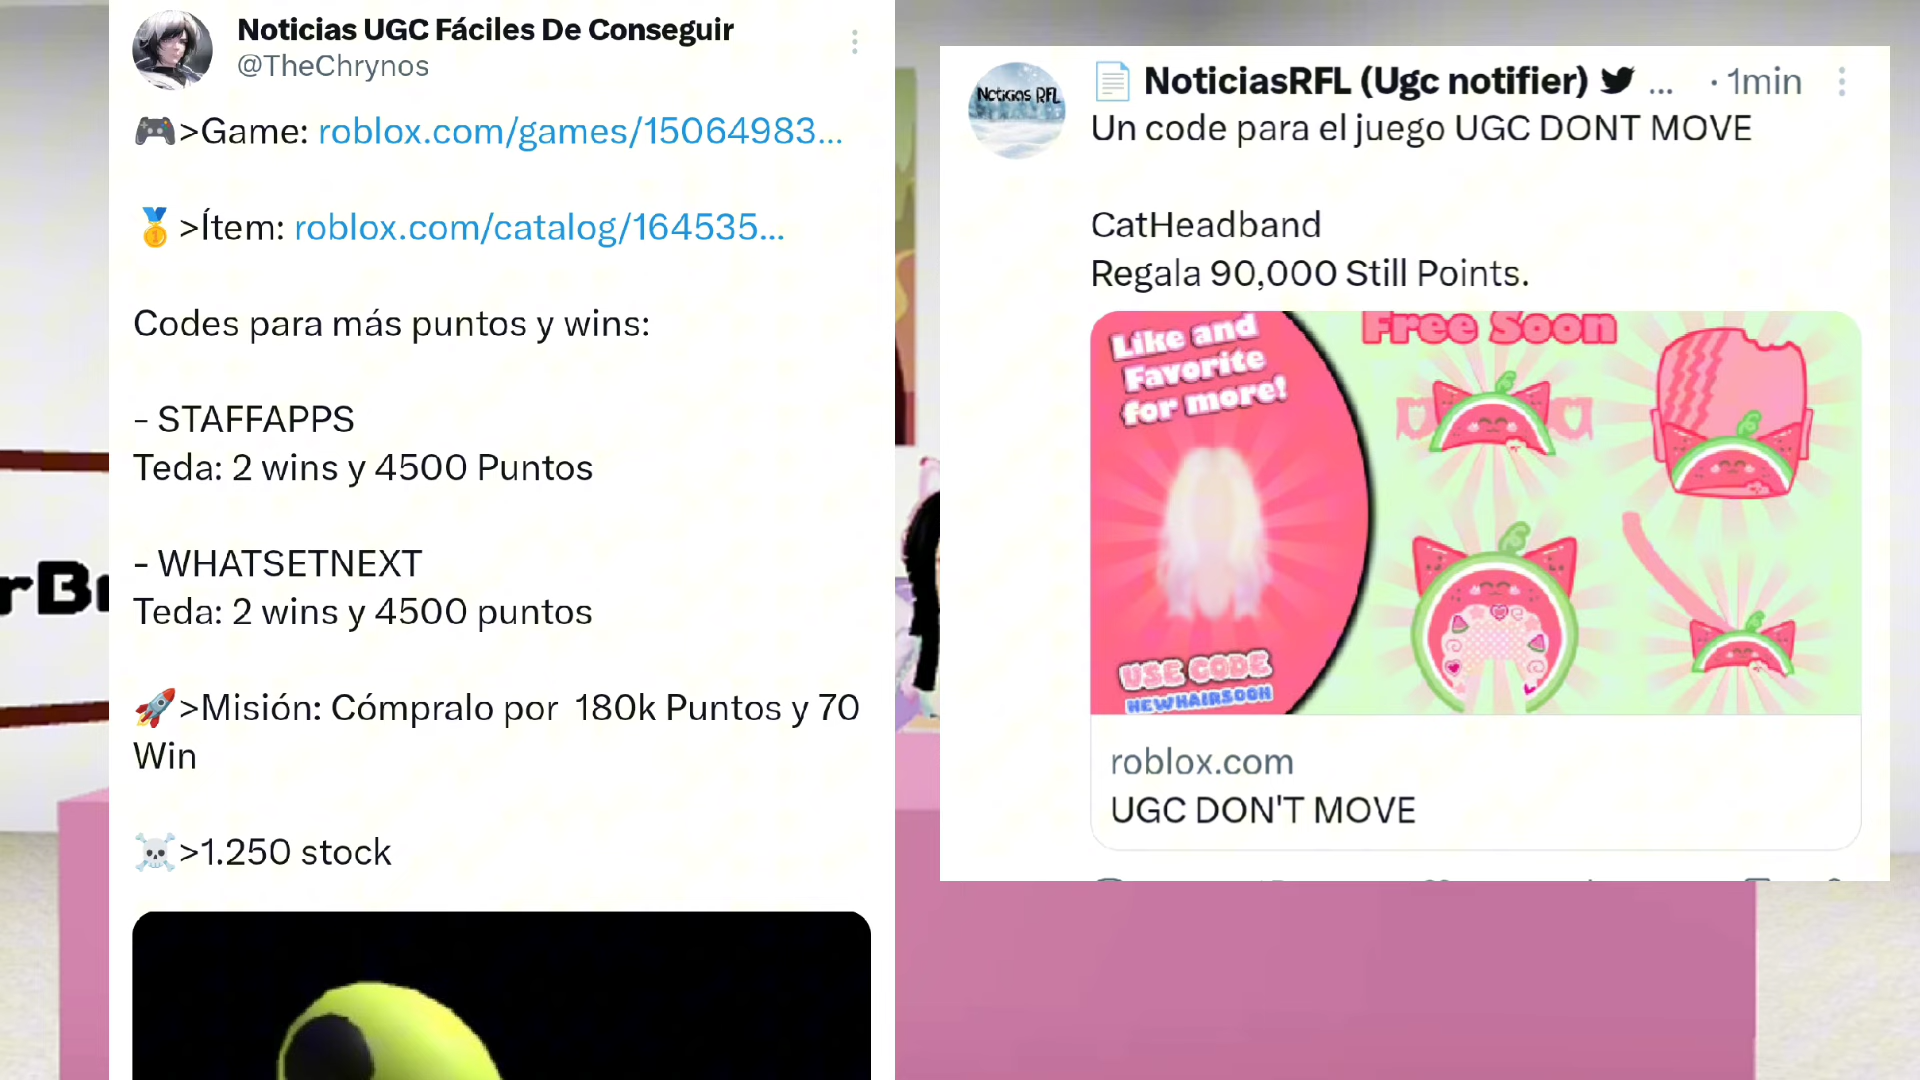 Noticias UGC Fáciles De Conseguir
@TheChrynos
>Game: roblox.com/games/15064983...
>Ítem: roblox.com/catalog/164535...
Codes para más puntos y wins:
- STAFFAPPS
Teda: 2 wins y 4500 Puntos
- WHATSETNEXT
Teda: 2 wins y 4500 puntos
>Misión: Cómpralo por 180k Puntos y 70
Win
>1.250 stock
rB
Noticias RFL
NoticiasRFL (Ugc notifier) ... · 1min
Un code para el juego UGC DONT MOVE
CatHeadband
Regala 90,000 Still Points.
Like and
Favorite
for more!
Free Soon
USE CODE
NEWHAIRSOON
roblox.com
UGC DON'T MOVE